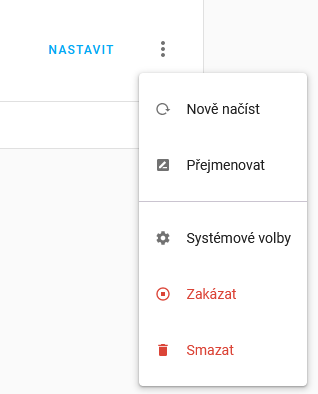 NASTAVIT
Nově načíst
Přejmenovat
Systémové volby
Zakázat
Smazat